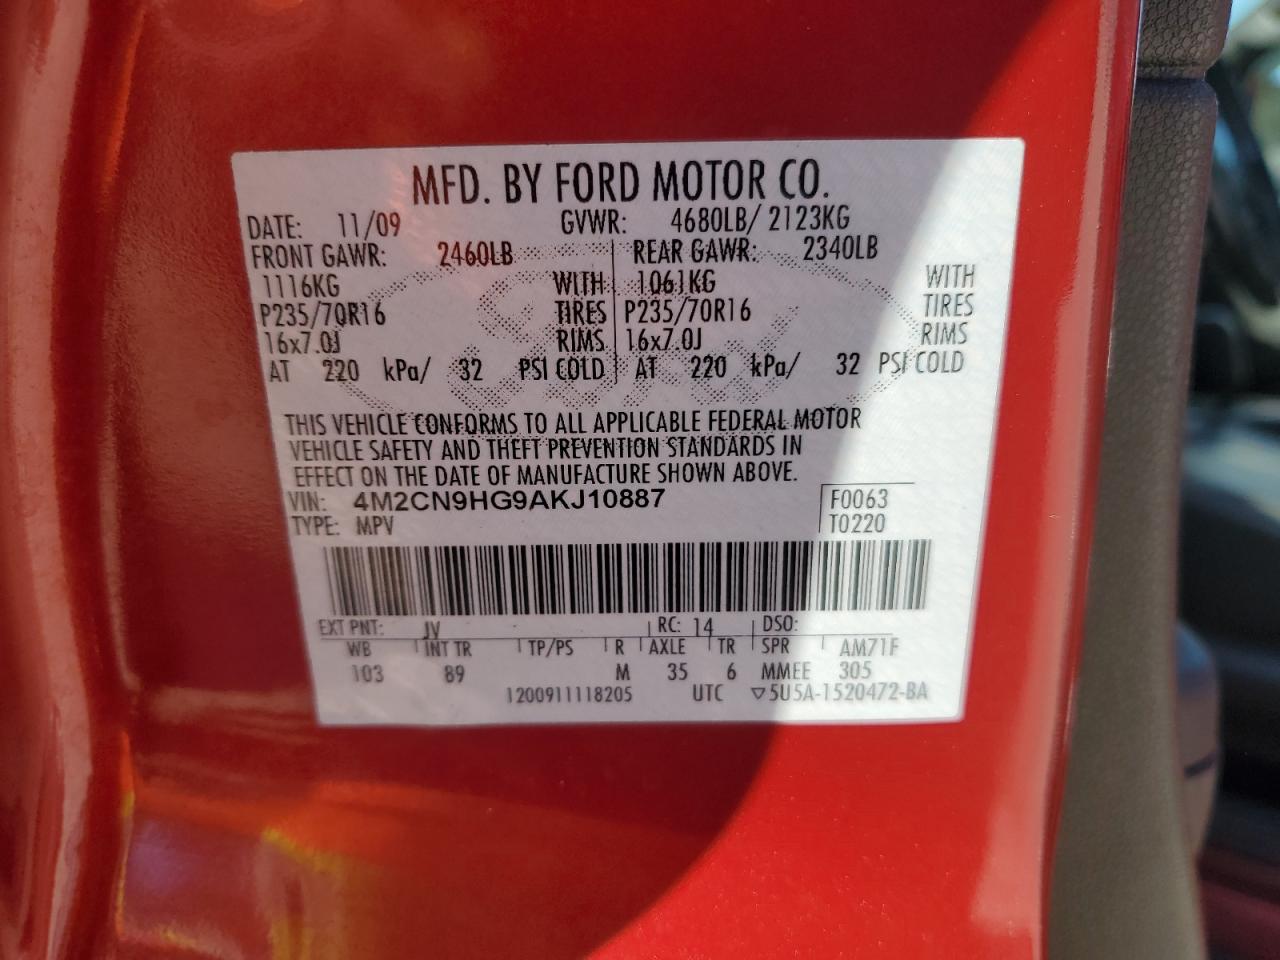 MFD. BY FORD MOTOR CO.
DATE: 11/09 GVWR: 4680LB/ 2123KG
FRONT GAWR: 2460LB REAR GAWR: 2340LB
1116KG WITH 1061KG WITH
P235/70R16 TIRES P235/70R16 TIRES
16x7.0J RIMS 16x7.0J RIMS
AT 220 kPa/ 32 PSI COLD AT 220 kPa/ 32 PSI COLD
THIS VEHICLE CONFORMS TO ALL APPLICABLE FEDERAL MOTOR
VEHICLE SAFETY AND THEFT PREVENTION STANDARDS IN
EFFECT ON THE DATE OF MANUFACTURE SHOWN ABOVE.
VIN: 4M2CN9HG9AKJ10887 F0063
TYPE: MPV T0220
EXT PNT: JV RC: 14 DSO:
WB INT TR TP/PS R AXLE TR SPR AM71F
103 89 M 35 6 MMEE 305
1200911118205 UTC ▽5U5A-1520472-BA